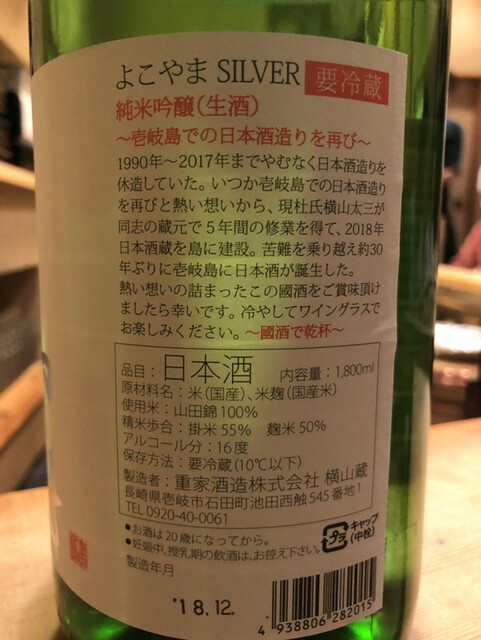 よこやま SILVER 要冷蔵
純米吟醸(生酒)
～壱岐島での日本酒造りを再び～
1990年～2017年までやむなく日本酒造りを
休造していた。いつか壱岐島での日本酒造り
を再びと熱い想いから、現杜氏横山太三が
同志の蔵元で5年間の修業を得て、2018年
日本酒蔵を島に建設。苦難を乗り越え約30
年ぶりに壱岐島に日本酒が誕生した。
熱い想いの詰まったこの國酒をご賞味頂け
ましたら幸いです。冷やしてワイングラスで
お楽しみください。～國酒で乾杯～
品目：日本酒 内容量：1,800ml
原材料名：米(国産)、米麹(国産米)
使用米：山田錦100%
精米歩合：掛米55% 麹米50%
アルコール分：16度
保存方法：要冷蔵(10℃以下)
製造者：重家酒造株式会社 横山蔵
長崎県壱岐市石田町池田西触545番地1
TEL 0920-40-0061
●お酒は20歳になってから。
●妊娠中、授乳期の飲酒は、お控え下さい。
プラ キャップ
(中栓)
製造年月
'18.12.
4 938806 282015